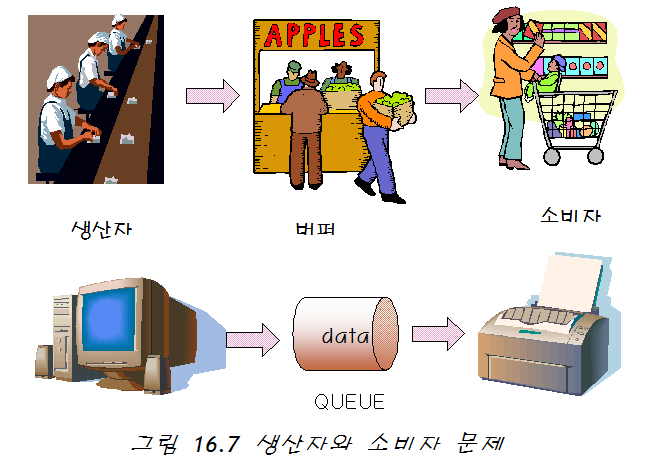 APPLES
생산자
버퍼
소비자
data
QUEUE
그림 16.7 생산자와 소비자 문제